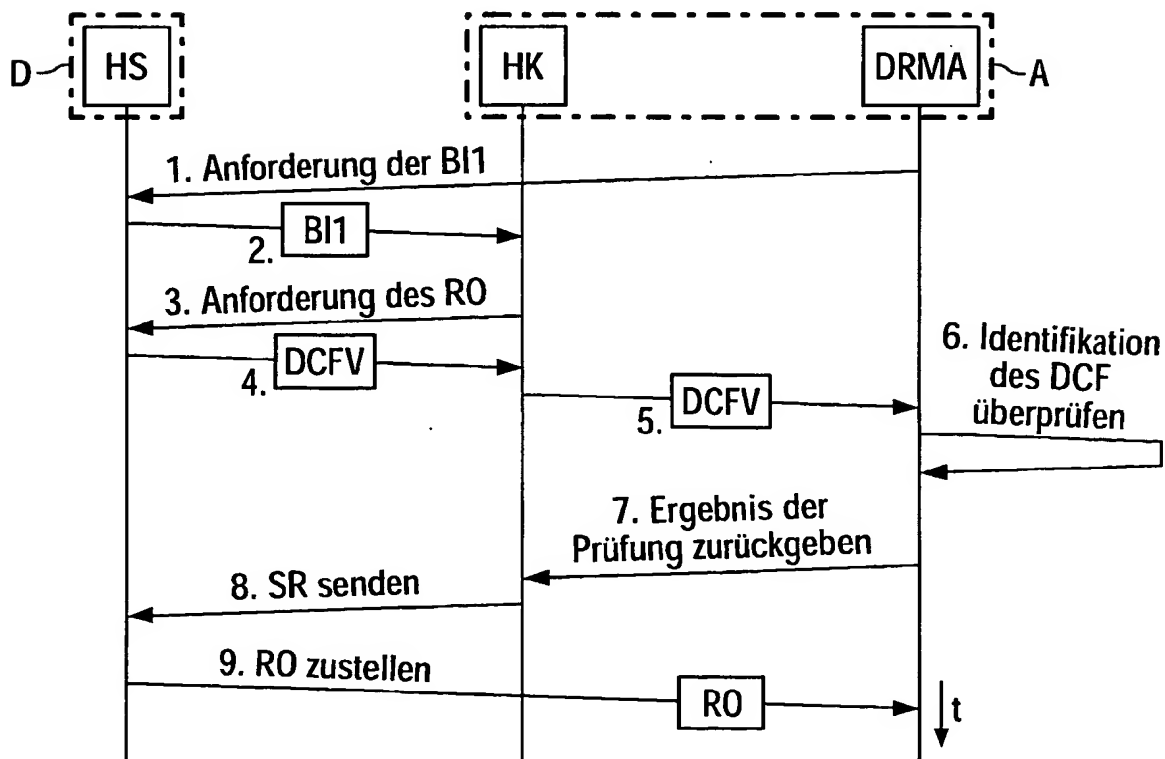 D
HS
HK
DRMA
A
1. Anforderung der BI1
2.
BI1
3. Anforderung des RO
4.
DCFV
5.
DCFV
6. Identifikation
des DCF
überprüfen
7. Ergebnis der
Prüfung zurückgeben
8. SR senden
9. RO zustellen
RO
t